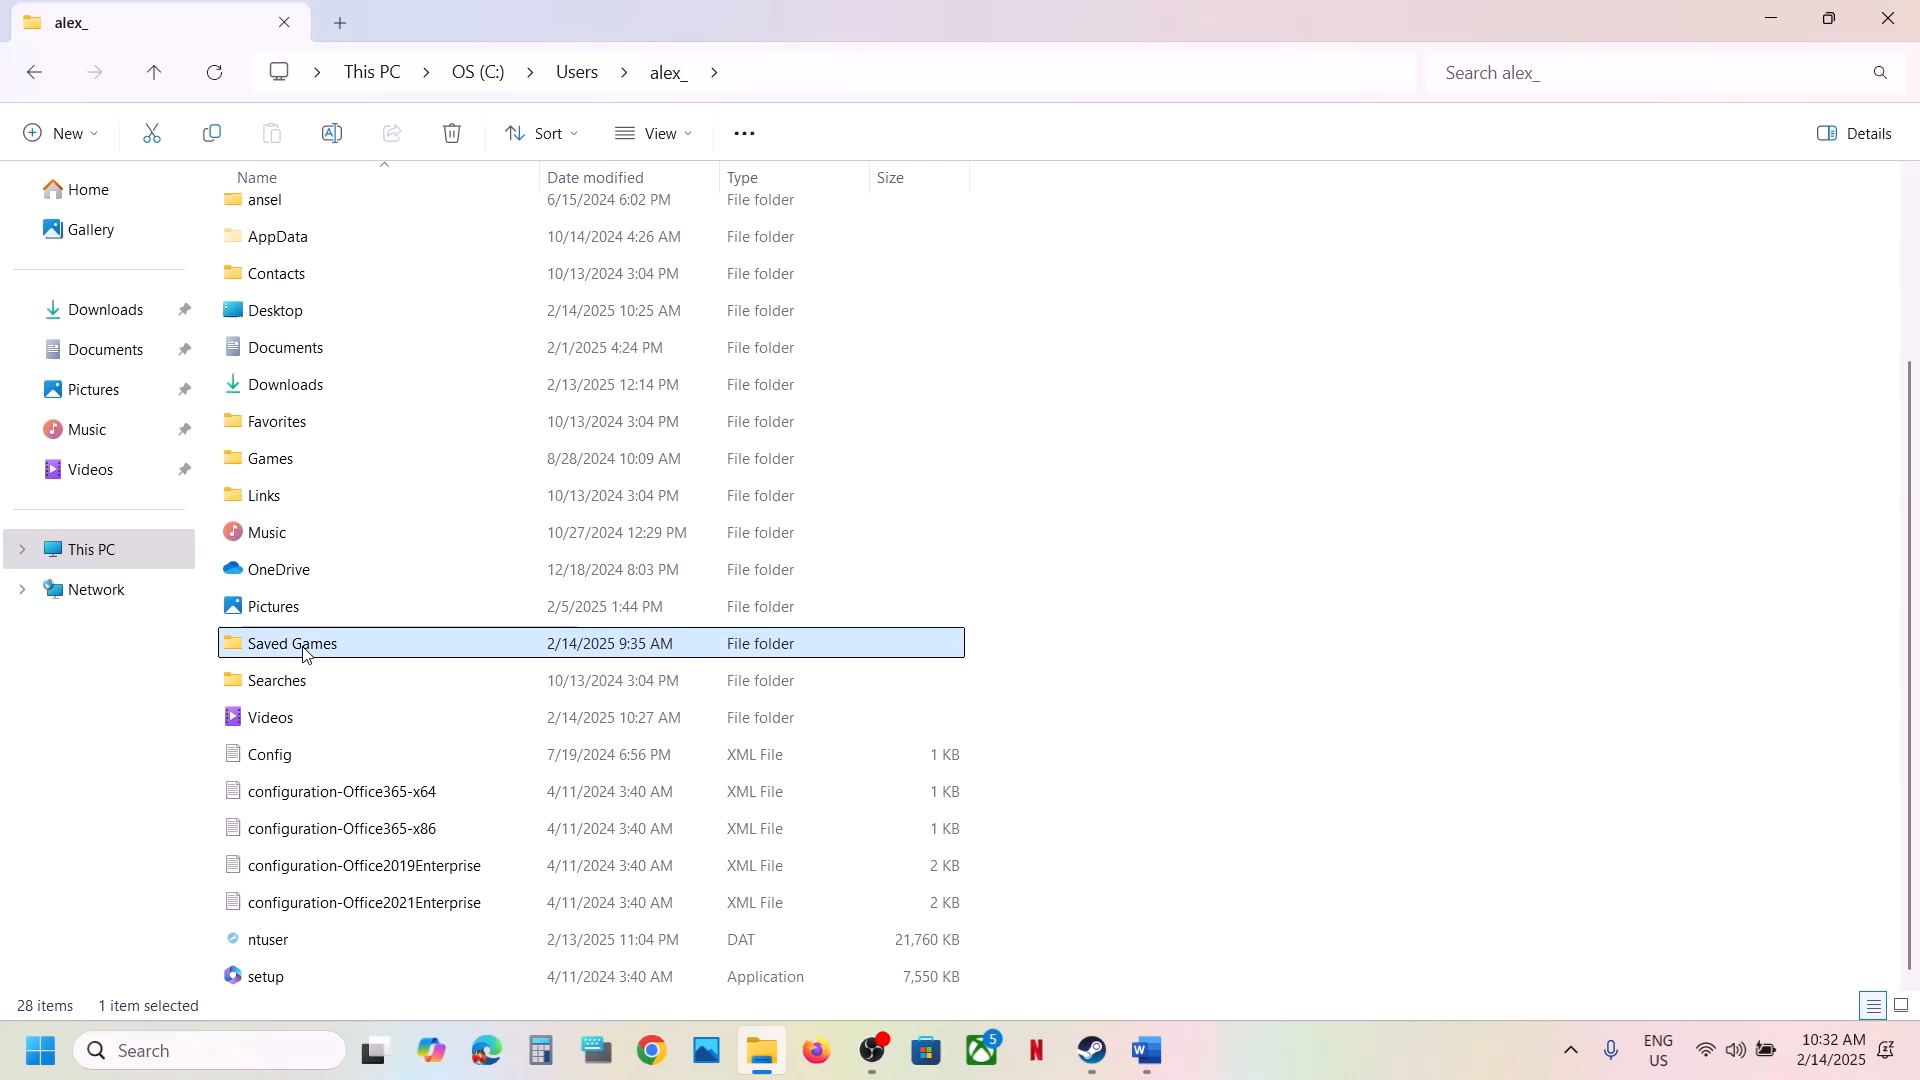 alex_
This PC > OS (C:) > Users > alex_ >
Search alex_
New
Sort
View
Details
Name
Date modified
Type
Size
Home
Gallery
Downloads
Documents
Pictures
Music
Videos
This PC
Network
ansel 6/15/2024 6:02 PM File folder
AppData 10/14/2024 4:26 AM File folder
Contacts 10/13/2024 3:04 PM File folder
Desktop 2/14/2025 10:25 AM File folder
Documents 2/1/2025 4:24 PM File folder
Downloads 2/13/2025 12:14 PM File folder
Favorites 10/13/2024 3:04 PM File folder
Games 8/28/2024 10:09 AM File folder
Links 10/13/2024 3:04 PM File folder
Music 10/27/2024 12:29 PM File folder
OneDrive 12/18/2024 8:03 PM File folder
Pictures 2/5/2025 1:44 PM File folder
Saved Games 2/14/2025 9:35 AM File folder
Searches 10/13/2024 3:04 PM File folder
Videos 2/14/2025 10:27 AM File folder
Config 7/19/2024 6:56 PM XML File 1 KB
configuration-Office365-x64 4/11/2024 3:40 AM XML File 1 KB
configuration-Office365-x86 4/11/2024 3:40 AM XML File 1 KB
configuration-Office2019Enterprise 4/11/2024 3:40 AM XML File 2 KB
configuration-Office2021Enterprise 4/11/2024 3:40 AM XML File 2 KB
ntuser 2/13/2025 11:04 PM DAT 21,760 KB
setup 4/11/2024 3:40 AM Application 7,550 KB
28 items 1 item selected
Search
5
N
ENG
US
10:32 AM
2/14/2025